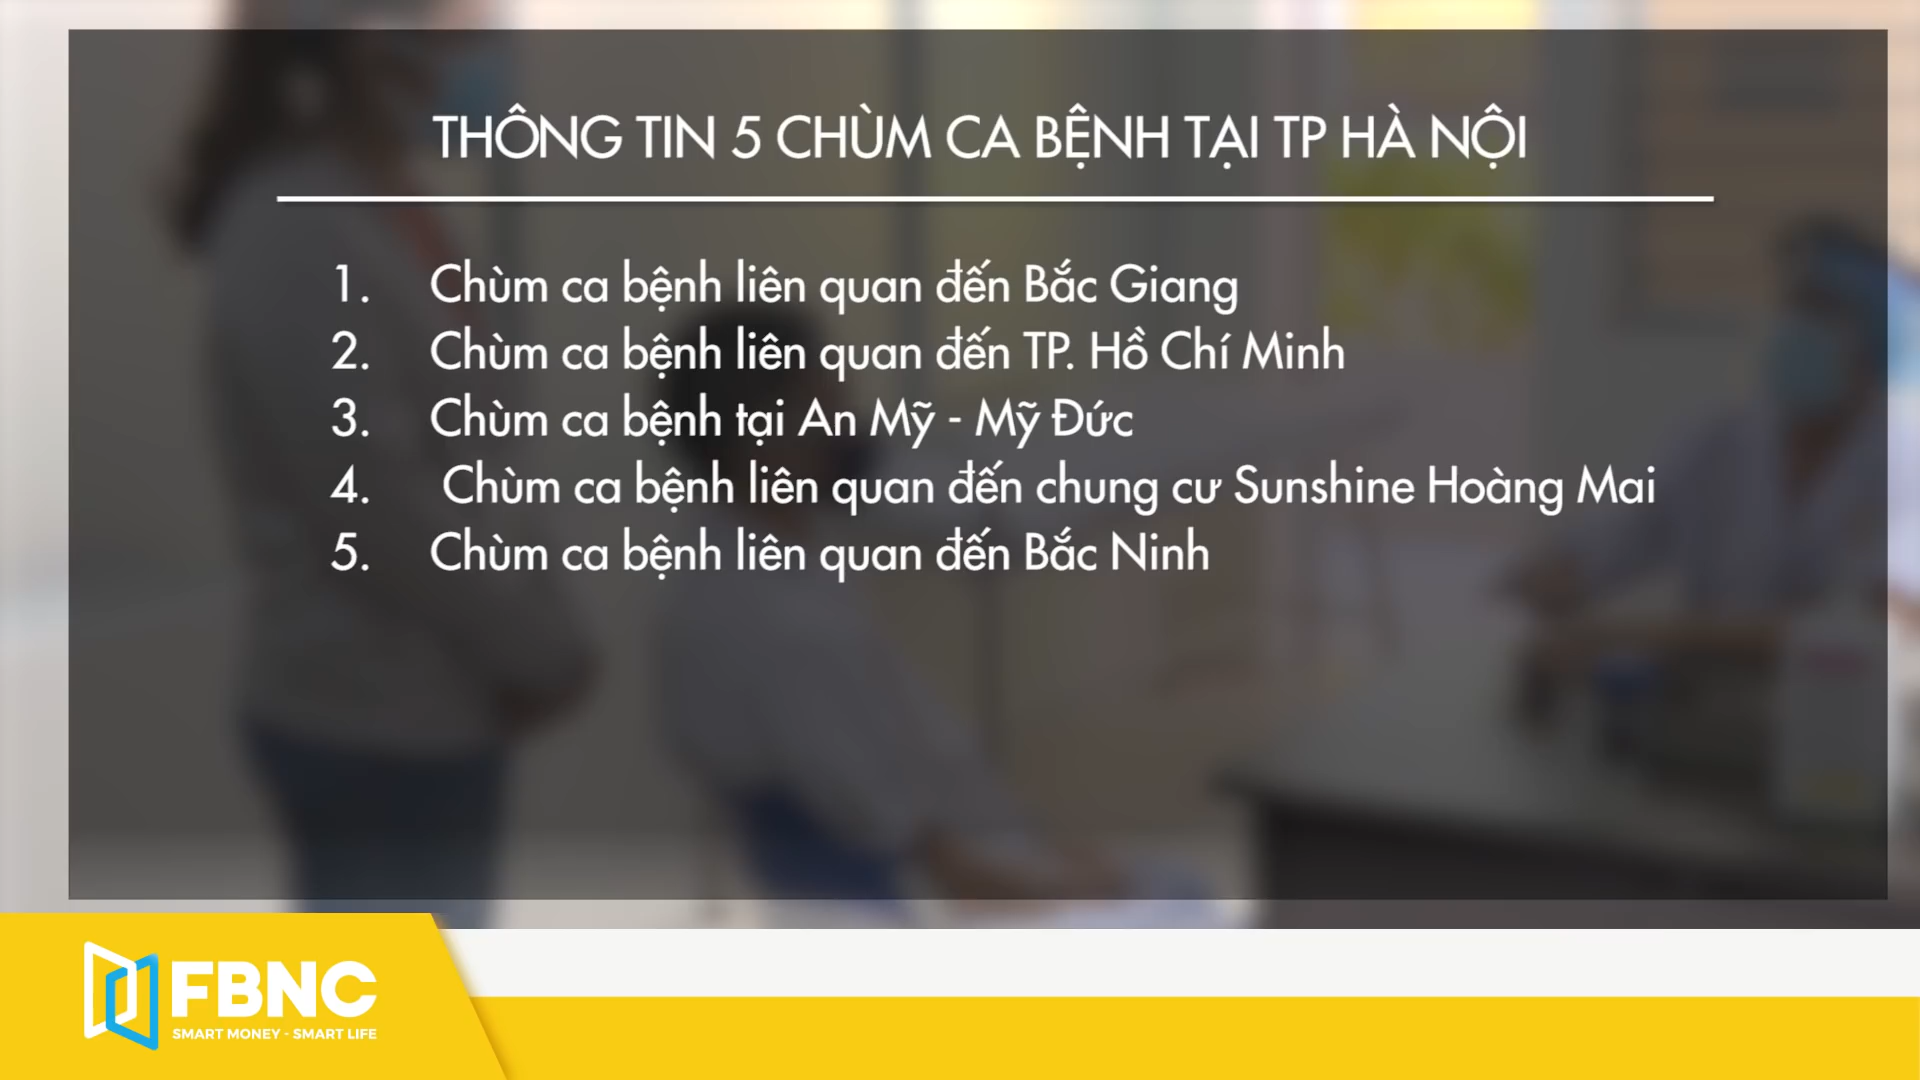 THÔNG TIN 5 CHÙM CA BỆNH TẠI TP HÀ NỘI
1. Chùm ca bệnh liên quan đến Bắc Giang
2. Chùm ca bệnh liên quan đến TP. Hồ Chí Minh
3. Chùm ca bệnh tại An Mỹ - Mỹ Đức
4. Chùm ca bệnh liên quan đến chung cư Sunshine Hoàng Mai
5. Chùm ca bệnh liên quan đến Bắc Ninh
FBNC
SMART MONEY - SMART LIFE